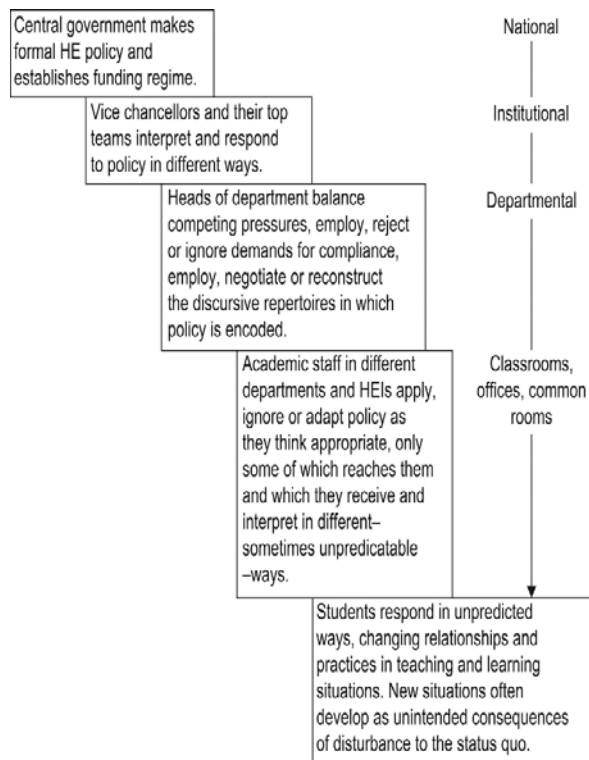 Central government makes
formal HE policy and
establishes funding regime.
National
Vice chancellors and their top
teams interpret and respond
to policy in different ways.
Institutional
Heads of department balance
competing pressures, employ, reject
or ignore demands for compliance,
employ, negotiate or reconstruct
the discursive repertoires in which
policy is encoded.
Departmental
Academic staff in different
departments and HEIs apply,
ignore or adapt policy as
they think appropriate, only
some of which reaches them
and which they receive and
interpret in different–
sometimes unpredicatable
–ways.
Classrooms,
offices, common
rooms
Students respond in unpredicted
ways, changing relationships and
practices in teaching and learning
situations. New situations often
develop as unintended consequences
of disturbance to the status quo.